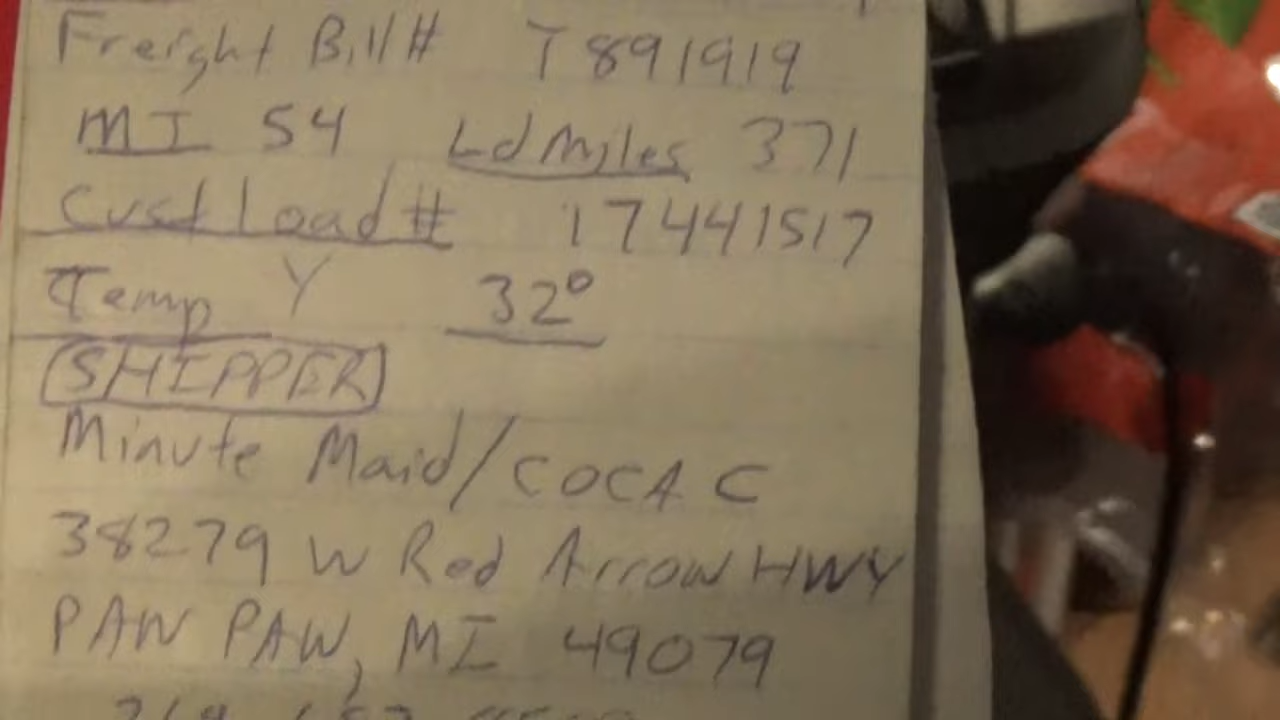 Freight Bill# T891919
MI 54 Ld Miles 371
Cust Load # 17441517
Temp Y 32°
SHIPPER
Minute Maid/COCA C
38279 W Red Arrow HWY
PAW PAW, MI 49079